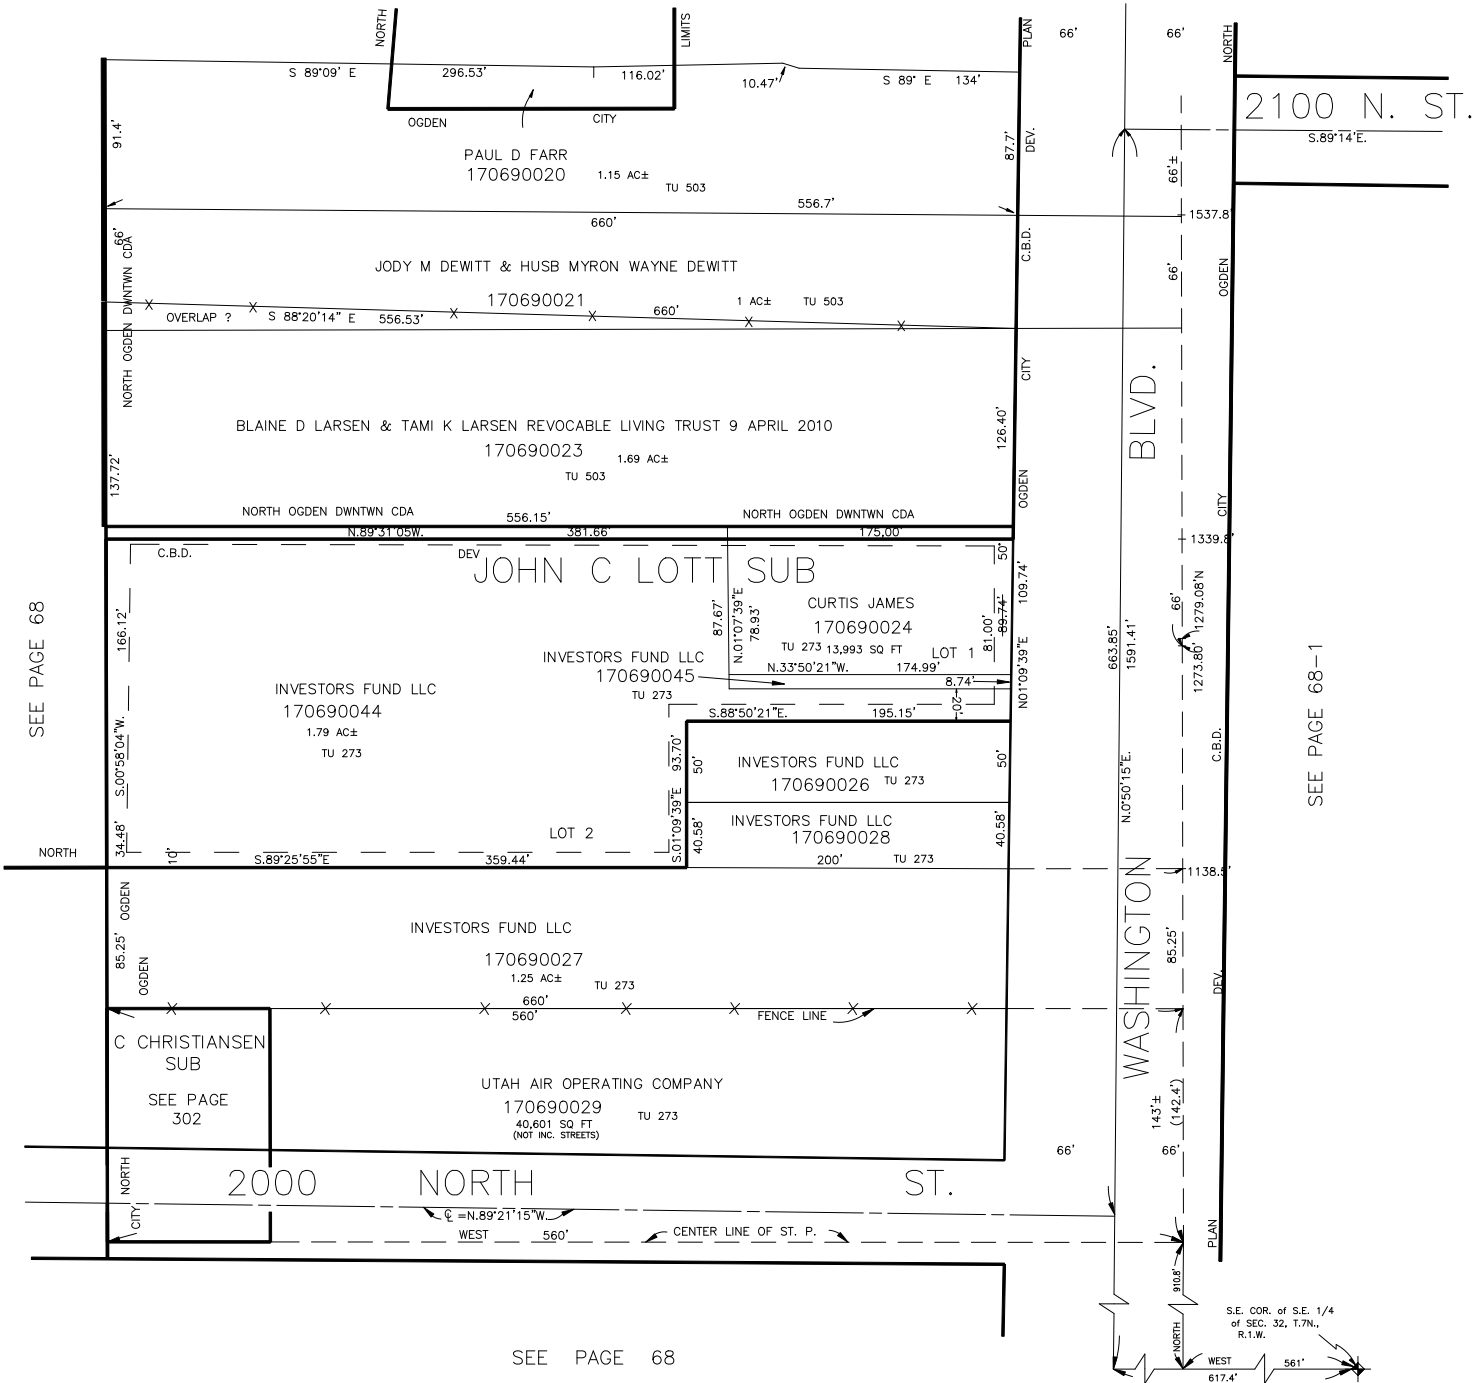 NORTH
LIMITS
PLAN
66'
66'
NORTH
S 89°09' E
296.53'
116.02'
10.47'
S 89° E
134'
2100 N. ST.
S.89°14'E.
OGDEN
CITY
91.4'
87.7'
DEV.
66'±
PAUL D FARR
170690020
1.15 AC±
TU 503
556.7'
660'
1537.8'
66'
NORTH OGDEN DWNTWN CDA
C.B.D.
66'
OGDEN
JODY M DEWITT & HUSB MYRON WAYNE DEWITT
170690021
1 AC±
TU 503
OVERLAP ?
S 88°20'14" E
556.53'
660'
CITY
BLVD.
BLAINE D LARSEN & TAMI K LARSEN REVOCABLE LIVING TRUST 9 APRIL 2010
170690023
1.69 AC±
TU 503
137.72'
126.40'
OGDEN
CITY
NORTH OGDEN DWNTWN CDA
556.15'
NORTH OGDEN DWNTWN CDA
N.89°31'05W.
381.66'
175.00'
1339.8'
C.B.D.
DEV
50'
JOHN C LOTT SUB
SEE PAGE 68
166.12'
87.67'
N.01°07'39"E
78.93'
CURTIS JAMES
170690024
TU 273
13,993 SQ FT
LOT 1
81.00'
89.74'
109.74'
N01°09'39"E
663.85'
1591.41'
66'
1273.80'
1279.08'N
SEE PAGE 68-1
N.33°50'21"W.
174.99'
INVESTORS FUND LLC
170690045
TU 273
8.74'
20'
INVESTORS FUND LLC
170690044
1.79 AC±
TU 273
S.88°50'21"E.
195.15'
S.00°58'04"W.
93.70'
S.01°09'39"E
50'
INVESTORS FUND LLC
170690026
TU 273
50'
N.0°50'15"E.
C.B.D.
INVESTORS FUND LLC
170690028
40.58'
40.58'
200'
TU 273
LOT 2
34.48'
10'
S.89°25'55"E
359.44'
NORTH
1138.5'
OGDEN
85.25'
OGDEN
INVESTORS FUND LLC
170690027
1.25 AC±
TU 273
660'
560'
FENCE LINE
85.25'
WASHINGTON
DEV.
C CHRISTIANSEN
SUB
SEE PAGE
302
UTAH AIR OPERATING COMPANY
170690029
40,601 SQ FT
(NOT INC. STREETS)
TU 273
143'±
(142.4')
66'
66'
NORTH
2000 NORTH ST.
CITY
℄ =N.89°21'15"W.
WEST
560'
CENTER LINE OF ST. P.
PLAN
910.8'
S.E. COR. of S.E. 1/4
of SEC. 32, T.7N.,
R.1.W.
NORTH
SEE PAGE 68
WEST
561'
617.4'